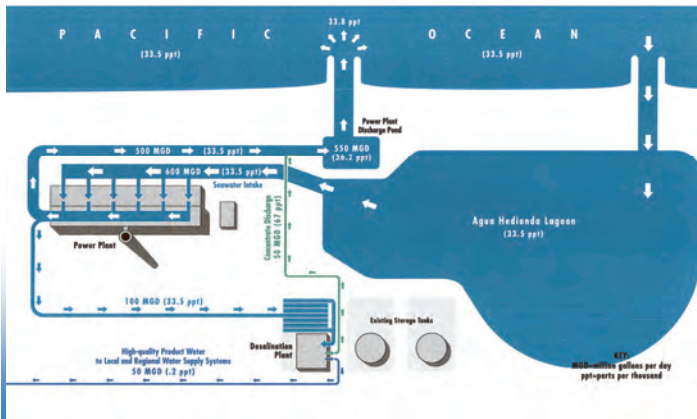 33.8 ppt
PACIFIC OCEAN
(33.5 ppt) (33.5 ppt)
Power Plant
Discharge Pond
500 MGD (33.5 ppt)
550 MGD
(36.2 ppt)
600 MGD (33.5 ppt)
Seawater Intake
Concentrate Discharge
50 MGD (67 ppt)
Agua Hedionda Lagoon
(33.5 ppt)
Power Plant
100 MGD (33.5 ppt)
Existing Storage Tanks
Desalination
Plant
High-quality Product Water
to Local and Regional Water Supply Systems
50 MGD (.2 ppt)
KEY:
MGD=million gallons per day
ppt=parts per thousand